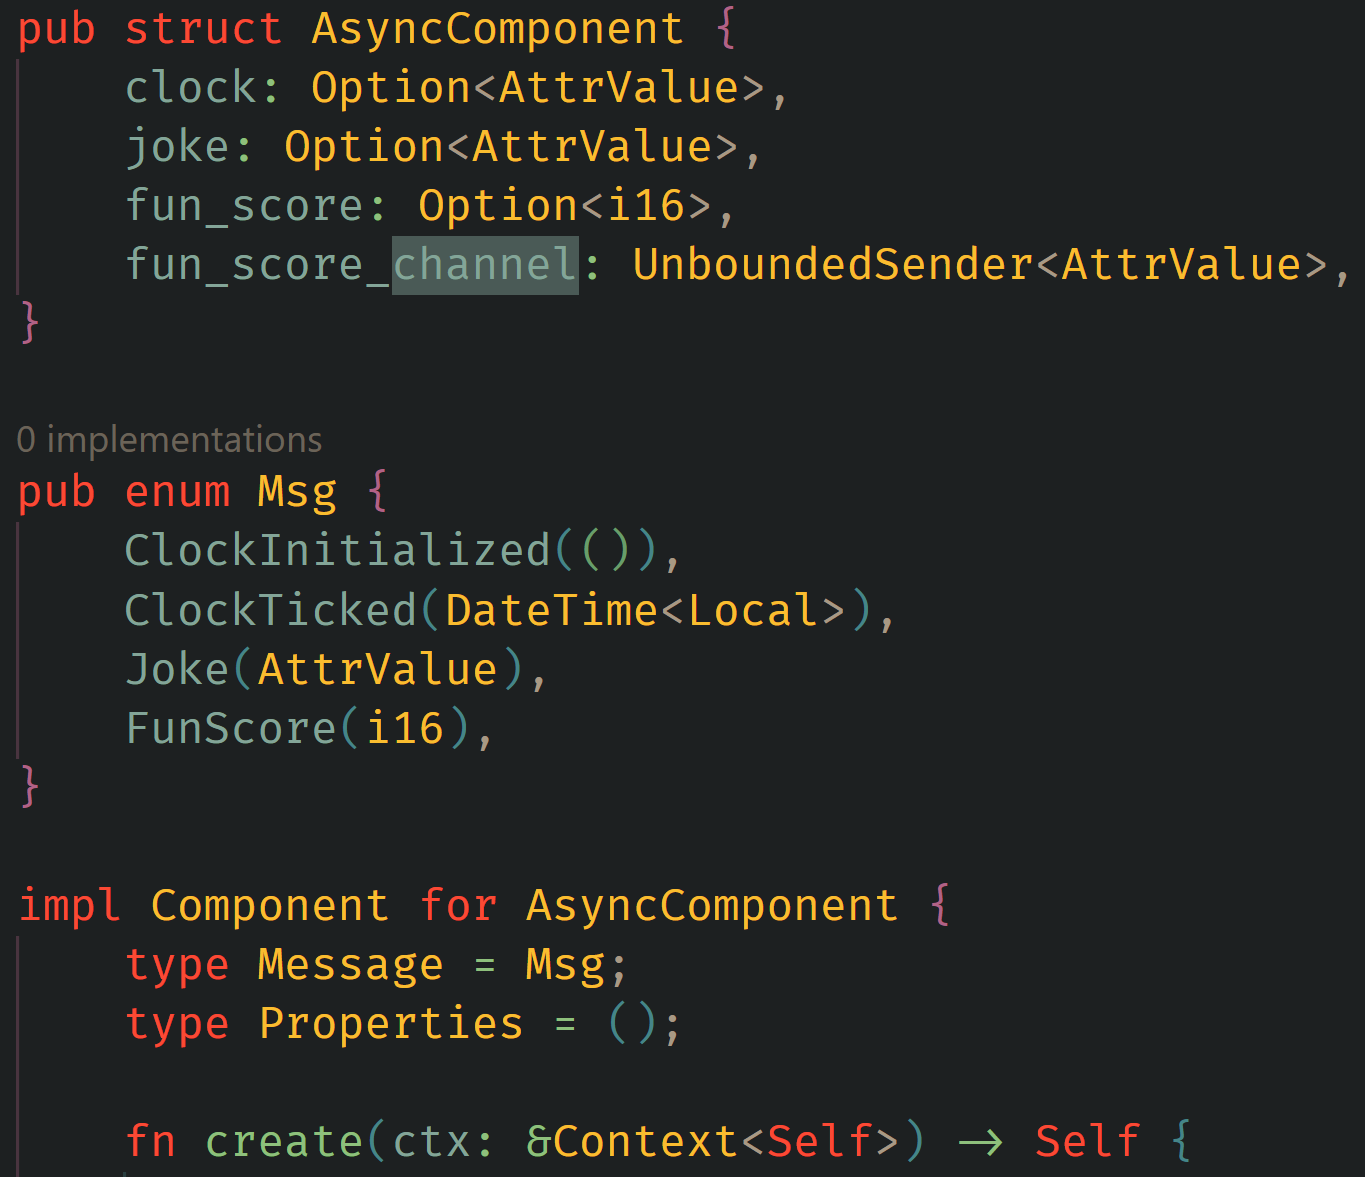 pub struct AsyncComponent {
    clock: Option<AttrValue>,
    joke: Option<AttrValue>,
    fun_score: Option<i16>,
    fun_score_channel: UnboundedSender<AttrValue>,
}
0 implementations
pub enum Msg {
    ClockInitialized(()),
    ClockTicked(DateTime<Local>),
    Joke(AttrValue),
    FunScore(i16),
}
impl Component for AsyncComponent {
    type Message = Msg;
    type Properties = ();
    fn create(ctx: &Context<Self>) -> Self {